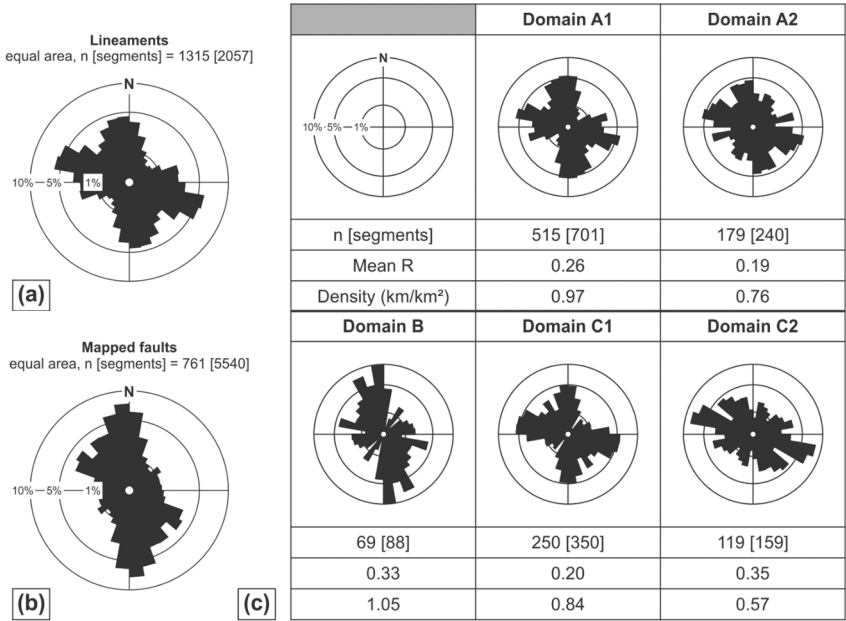 Lineaments
equal area, n [segments] = 1315 [2057]
N
10% 5% 1%
(a)
Mapped faults
equal area, n [segments] = 761 [5540]
N
10% 5% 1%
(b)
(c)
Domain A1 Domain A2
N
10% 5% 1%
n [segments] 515 [701] 179 [240]
Mean R 0.26 0.19
Density (km/km²) 0.97 0.76
Domain B Domain C1 Domain C2
69 [88] 250 [350] 119 [159]
0.33 0.20 0.35
1.05 0.84 0.57